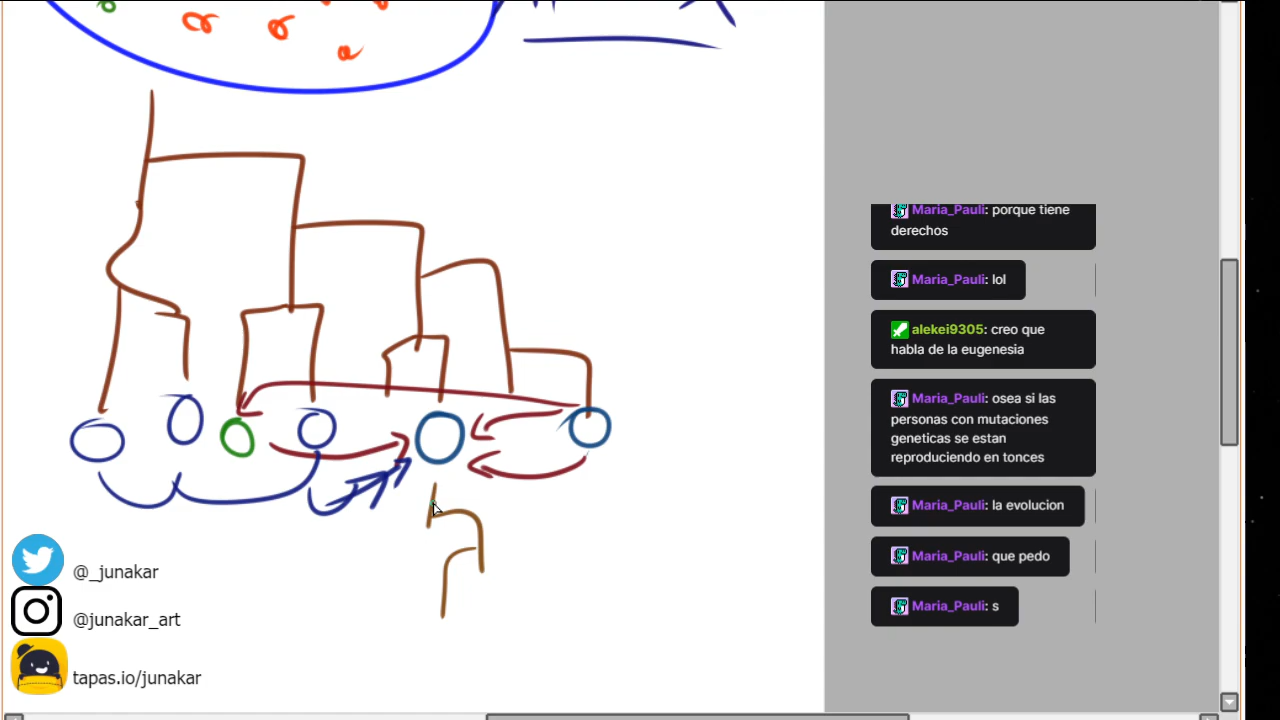 Maria_Pauli: porque tiene
derechos
Maria_Pauli: lol
alekei9305: creo que
habla de la eugenesia
Maria_Pauli: osea si las
personas con mutaciones
geneticas se estan
reproduciendo en tonces
Maria_Pauli: la evolucion
Maria_Pauli: que pedo
Maria_Pauli: s
@_junakar
@junakar_art
tapas.io/junakar